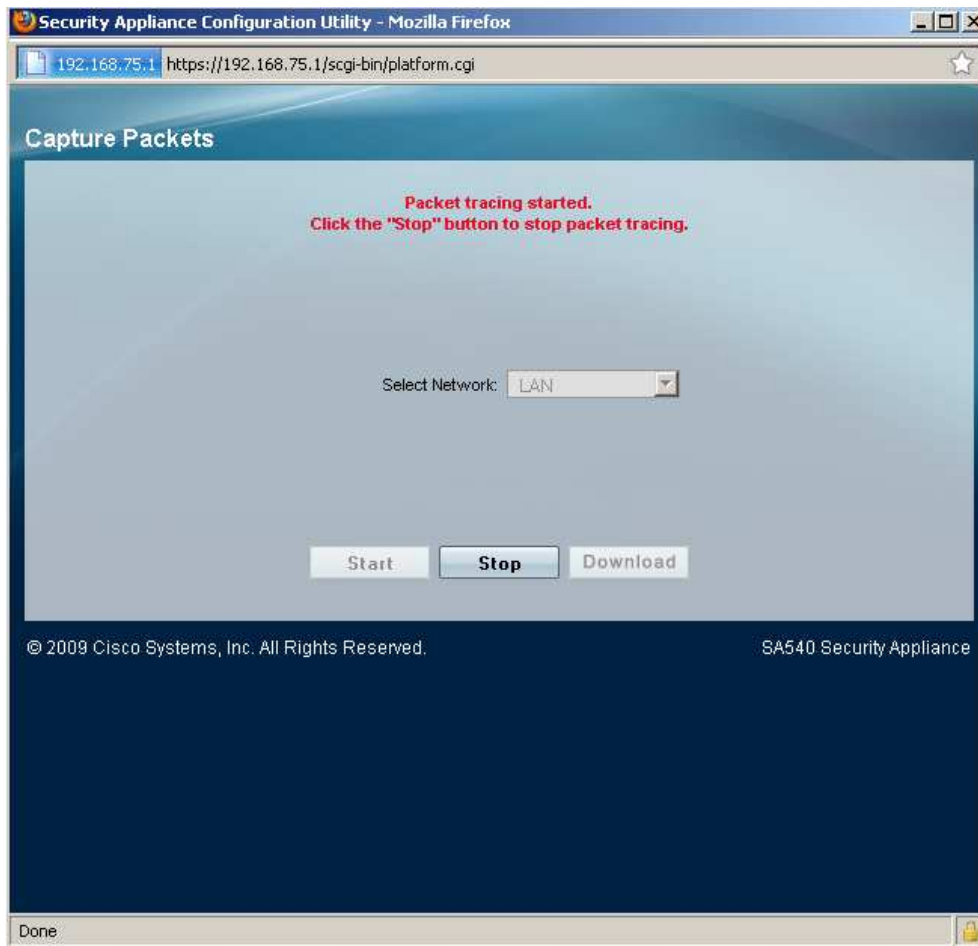 Security Appliance Configuration Utility - Mozilla Firefox
192.168.75.1 https://192.168.75.1/scgi-bin/platform.cgi
Capture Packets
Packet tracing started.
Click the "Stop" button to stop packet tracing.
Select Network: LAN
Start Stop Download
© 2009 Cisco Systems, Inc. All Rights Reserved. SA540 Security Appliance
Done